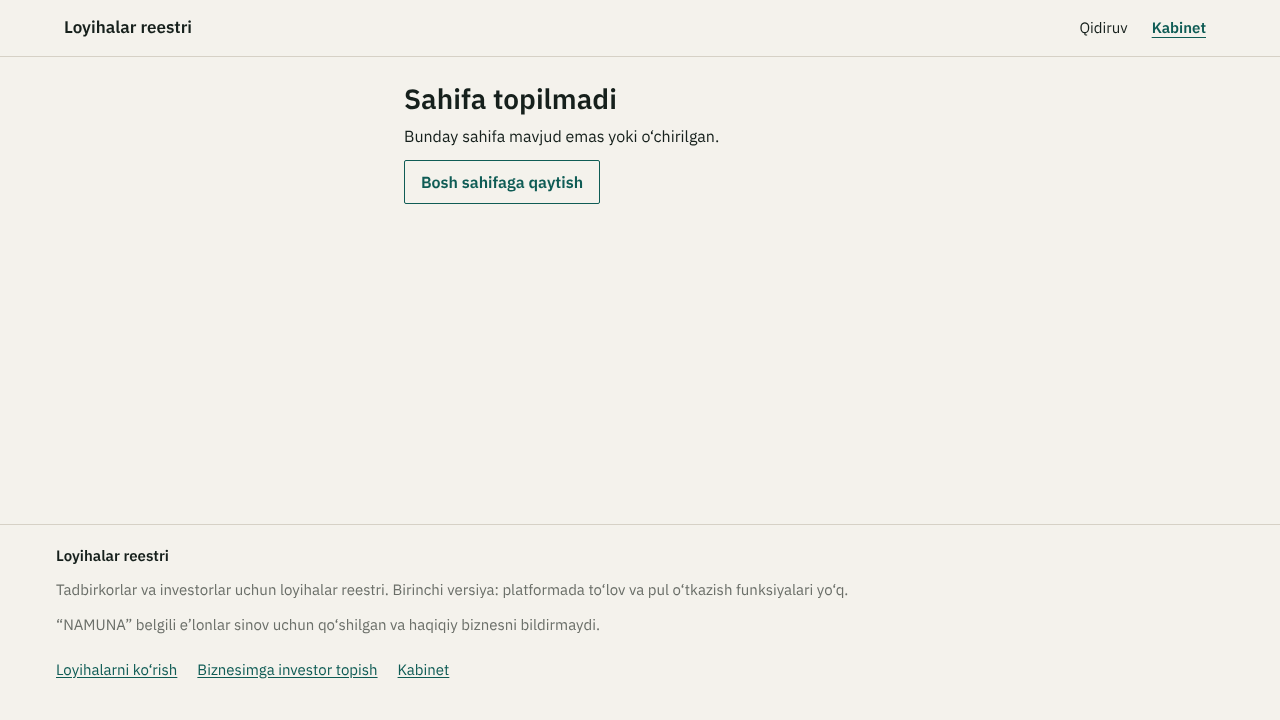 Loyihalar reestri
Qidiruv
Kabinet
Sahifa topilmadi
Bunday sahifa mavjud emas yoki oʻchirilgan.
Bosh sahifaga qaytish
Loyihalar reestri
Tadbirkorlar va investorlar uchun loyihalar reestri. Birinchi versiya: platformada toʻlov va pul oʻtkazish funksiyalari yoʻq.
“NAMUNA” belgili eʼlonlar sinov uchun qoʻshilgan va haqiqiy biznesni bildirmaydi.
Loyihalarni koʻrish
Biznesimga investor topish
Kabinet